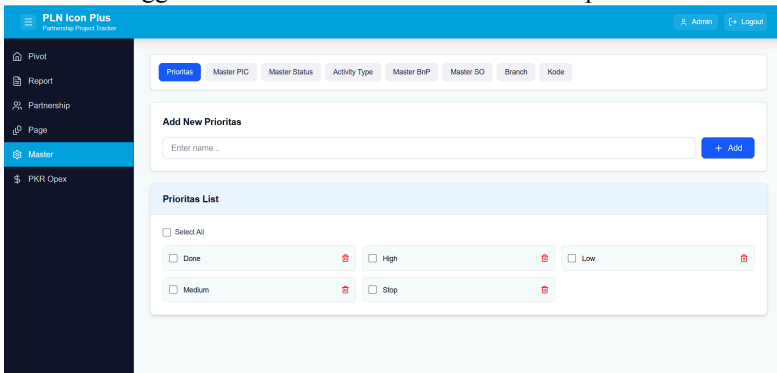 PLN Icon Plus
Partnership Project Tracker
Admin
Logout
Pivot
Report
Partnership
Page
Master
PKR Opex
Prioritas Master PIC Master Status Activity Type Master BnP Master SO Branch Kode
Add New Prioritas
Enter name...
+ Add
Prioritas List
Select All
Done
High
Low
Medium
Stop